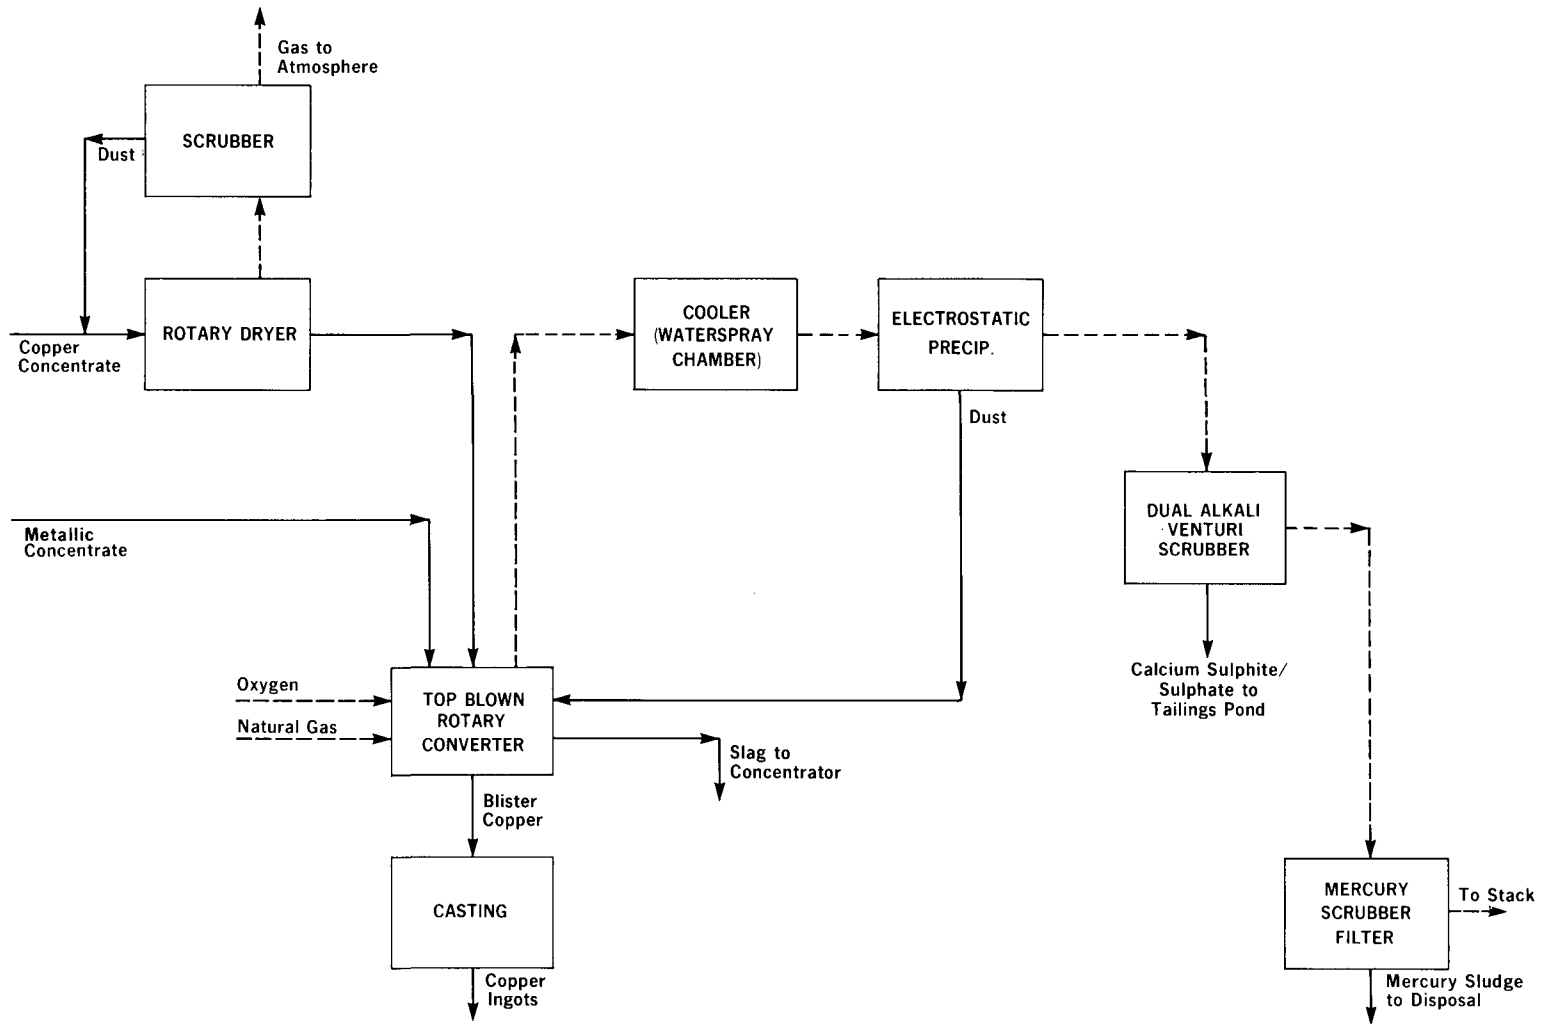 Gas to
Atmosphere
SCRUBBER
Dust
ROTARY DRYER
Copper
Concentrate
COOLER
(WATERSPRAY
CHAMBER)
ELECTROSTATIC
PRECIP.
Dust
Metallic
Concentrate
DUAL ALKALI
VENTURI
SCRUBBER
Calcium Sulphite/
Sulphate to
Tailings Pond
Oxygen
Natural Gas
TOP BLOWN
ROTARY
CONVERTER
Slag to
Concentrator
Blister
Copper
CASTING
Copper
Ingots
MERCURY
SCRUBBER
FILTER
To Stack
Mercury Sludge
to Disposal